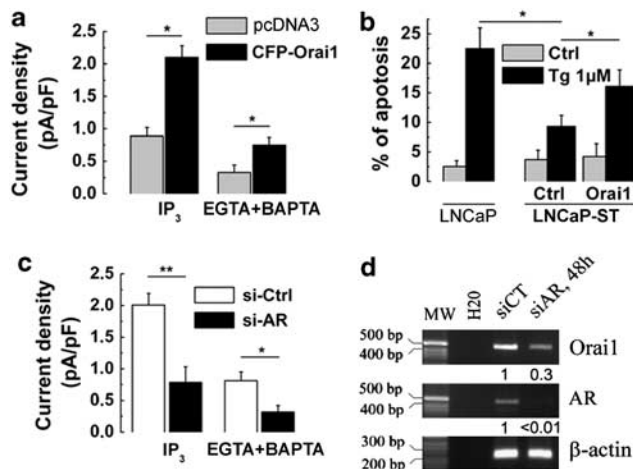 a
pcDNA3
CFP-Orai1
Current density
(pA/pF)
2.5
2.0
1.5
1.0
0.5
0.0
*
*
IP3
EGTA+BAPTA
b
% of apotosis
30
25
20
15
10
5
0
*
*
Ctrl
Tg 1µM
Ctrl
Orai1
LNCaP
LNCaP-ST
c
si-Ctrl
si-AR
Current density
(pA/pF)
2.5
2.0
1.5
1.0
0.5
0.0
**
*
IP3
EGTA+BAPTA
d
MW
H20
siCT
siAR, 48h
500 bp
400 bp
Orai1
1 0.3
500 bp
400 bp
AR
1 <0.01
300 bp
200 bp
β-actin